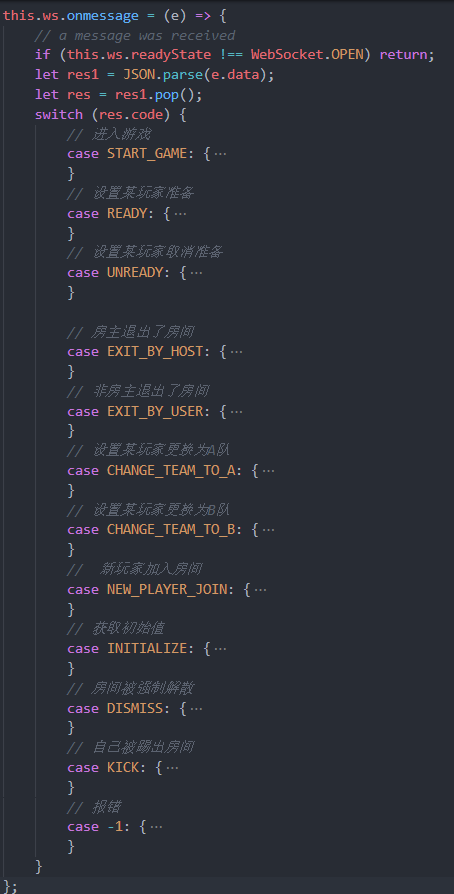 this.ws.onmessage = (e) => {
// a message was received
if (this.ws.readyState !== WebSocket.OPEN) return;
let res1 = JSON.parse(e.data);
let res = res1.pop();
switch (res.code) {
// 进入游戏
case START_GAME: {…
}
// 设置某玩家准备
case READY: {…
}
// 设置某玩家取消准备
case UNREADY: {…
}
// 房主退出了房间
case EXIT_BY_HOST: {…
}
// 非房主退出了房间
case EXIT_BY_USER: {…
}
// 设置某玩家更换为A队
case CHANGE_TEAM_TO_A: {…
}
// 设置某玩家更换为B队
case CHANGE_TEAM_TO_B: {…
}
//  新玩家加入房间
case NEW_PLAYER_JOIN: {…
}
// 获取初始值
case INITIALIZE: {…
}
// 房间被强制解散
case DISMISS: {…
}
// 自己被踢出房间
case KICK: {…
}
// 报错
case -1: {…
}
}
};